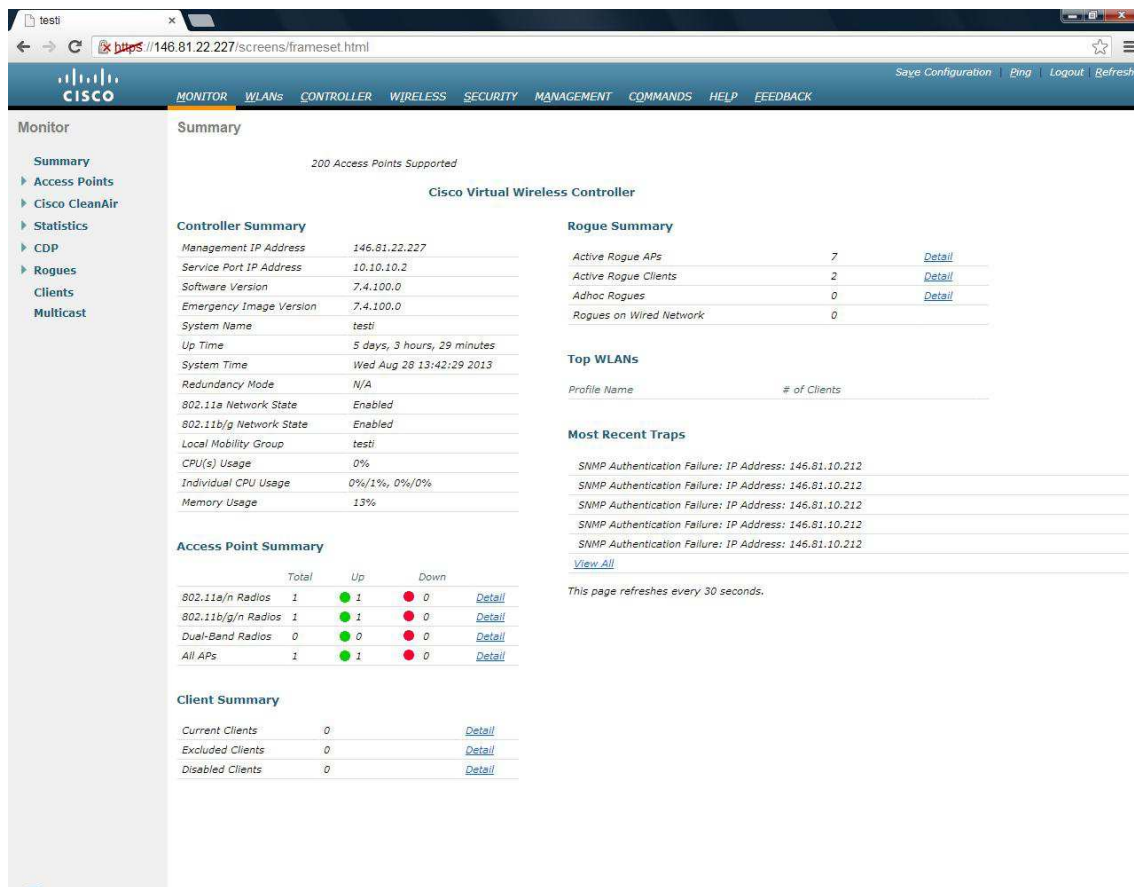 testi
https://146.81.22.227/screens/frameset.html
Save Configuration | Ping | Logout | Refresh
CISCO
MONITOR WLANs CONTROLLER WIRELESS SECURITY MANAGEMENT COMMANDS HELP FEEDBACK
Monitor
Summary
Access Points
Cisco CleanAir
Statistics
CDP
Rogues
Clients
Multicast
Summary
200 Access Points Supported
Cisco Virtual Wireless Controller
Controller Summary
Management IP Address 146.81.22.227
Service Port IP Address 10.10.10.2
Software Version 7.4.100.0
Emergency Image Version 7.4.100.0
System Name testi
Up Time 5 days, 3 hours, 29 minutes
System Time Wed Aug 28 13:42:29 2013
Redundancy Mode N/A
802.11a Network State Enabled
802.11b/g Network State Enabled
Local Mobility Group testi
CPU(s) Usage 0%
Individual CPU Usage 0%/1%, 0%/0%
Memory Usage 13%
Access Point Summary
Total Up Down
802.11a/n Radios 1 1 0 Detail
802.11b/g/n Radios 1 1 0 Detail
Dual-Band Radios 0 0 0 Detail
All APs 1 1 0 Detail
Client Summary
Current Clients 0 Detail
Excluded Clients 0 Detail
Disabled Clients 0 Detail
Rogue Summary
Active Rogue APs 7 Detail
Active Rogue Clients 2 Detail
Adhoc Rogues 0 Detail
Rogues on Wired Network 0
Top WLANs
Profile Name # of Clients
Most Recent Traps
SNMP Authentication Failure: IP Address: 146.81.10.212
SNMP Authentication Failure: IP Address: 146.81.10.212
SNMP Authentication Failure: IP Address: 146.81.10.212
SNMP Authentication Failure: IP Address: 146.81.10.212
SNMP Authentication Failure: IP Address: 146.81.10.212
View All
This page refreshes every 30 seconds.